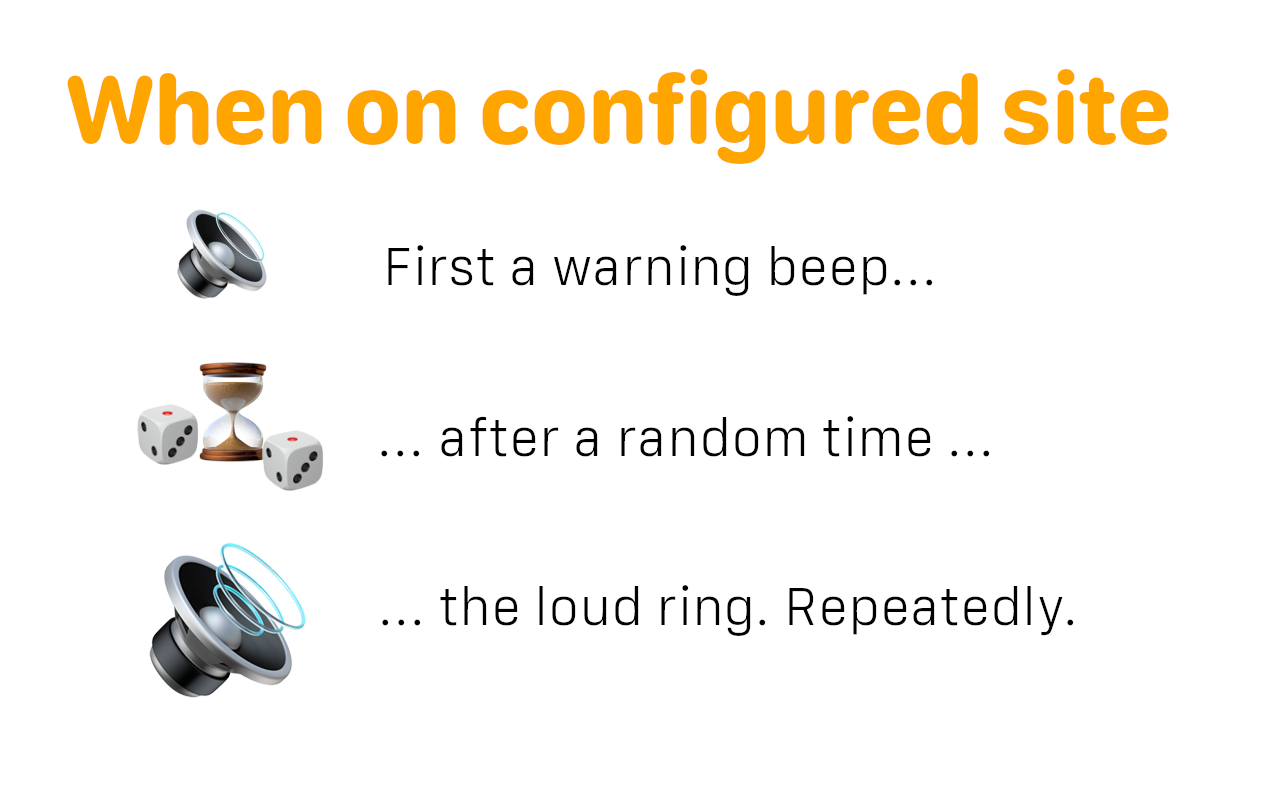 When on configured site
First a warning beep...
... after a random time ...
... the loud ring. Repeatedly.